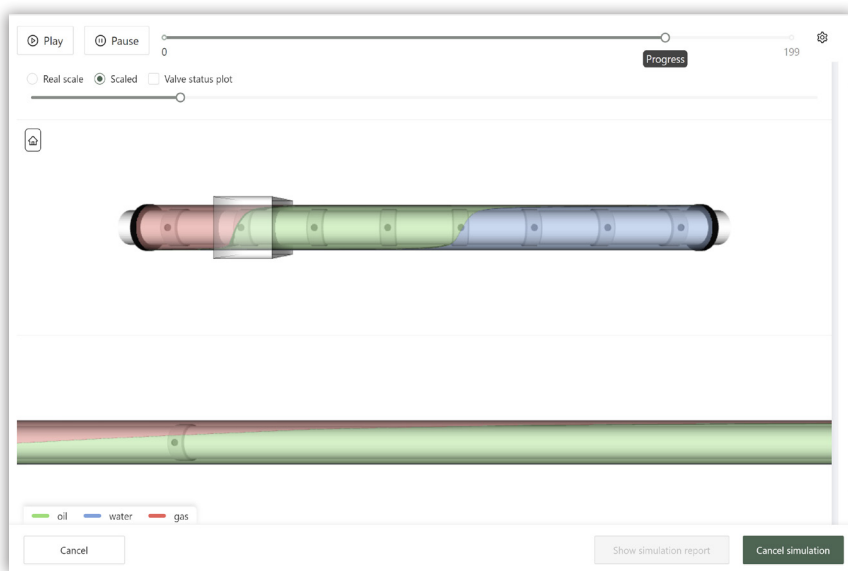 Play
Pause
0
199
Progress
Real scale
Scaled
Valve status plot
oil
water
gas
Cancel
Show simulation report
Cancel simulation